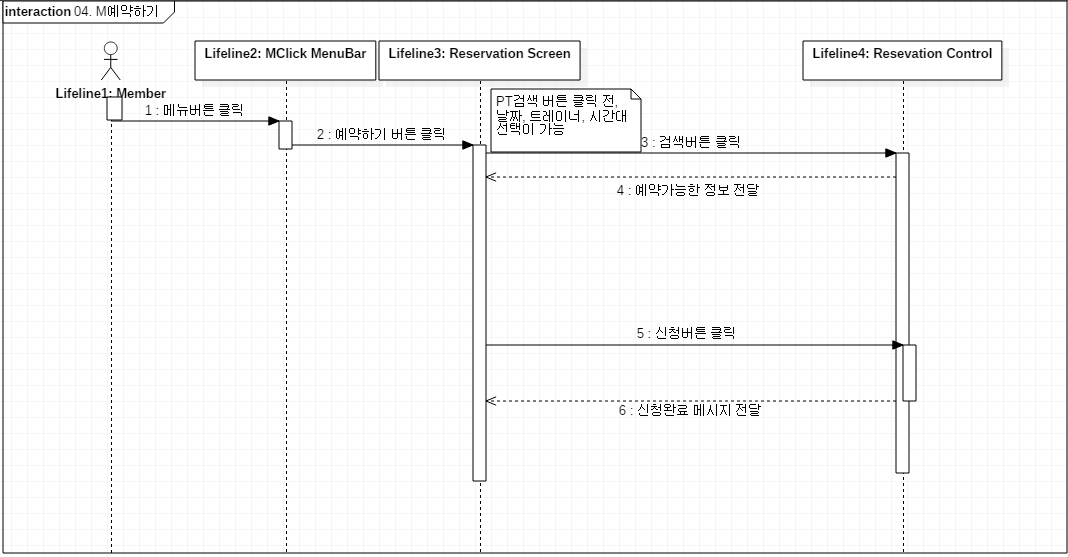 interaction 04. M예약하기
Lifeline2: MClick MenuBar
Lifeline3: Reservation Screen
Lifeline4: Resevation Control
Lifeline1: Member
1 : 메뉴버튼 클릭
2 : 예약하기 버튼 클릭
PT검색 버튼 클릭 전,
날짜, 트레이너, 시간대
선택이 가능
3 : 검색버튼 클릭
4 : 예약가능한 정보 전달
5 : 신청버튼 클릭
6 : 신청완료 메시지 전달